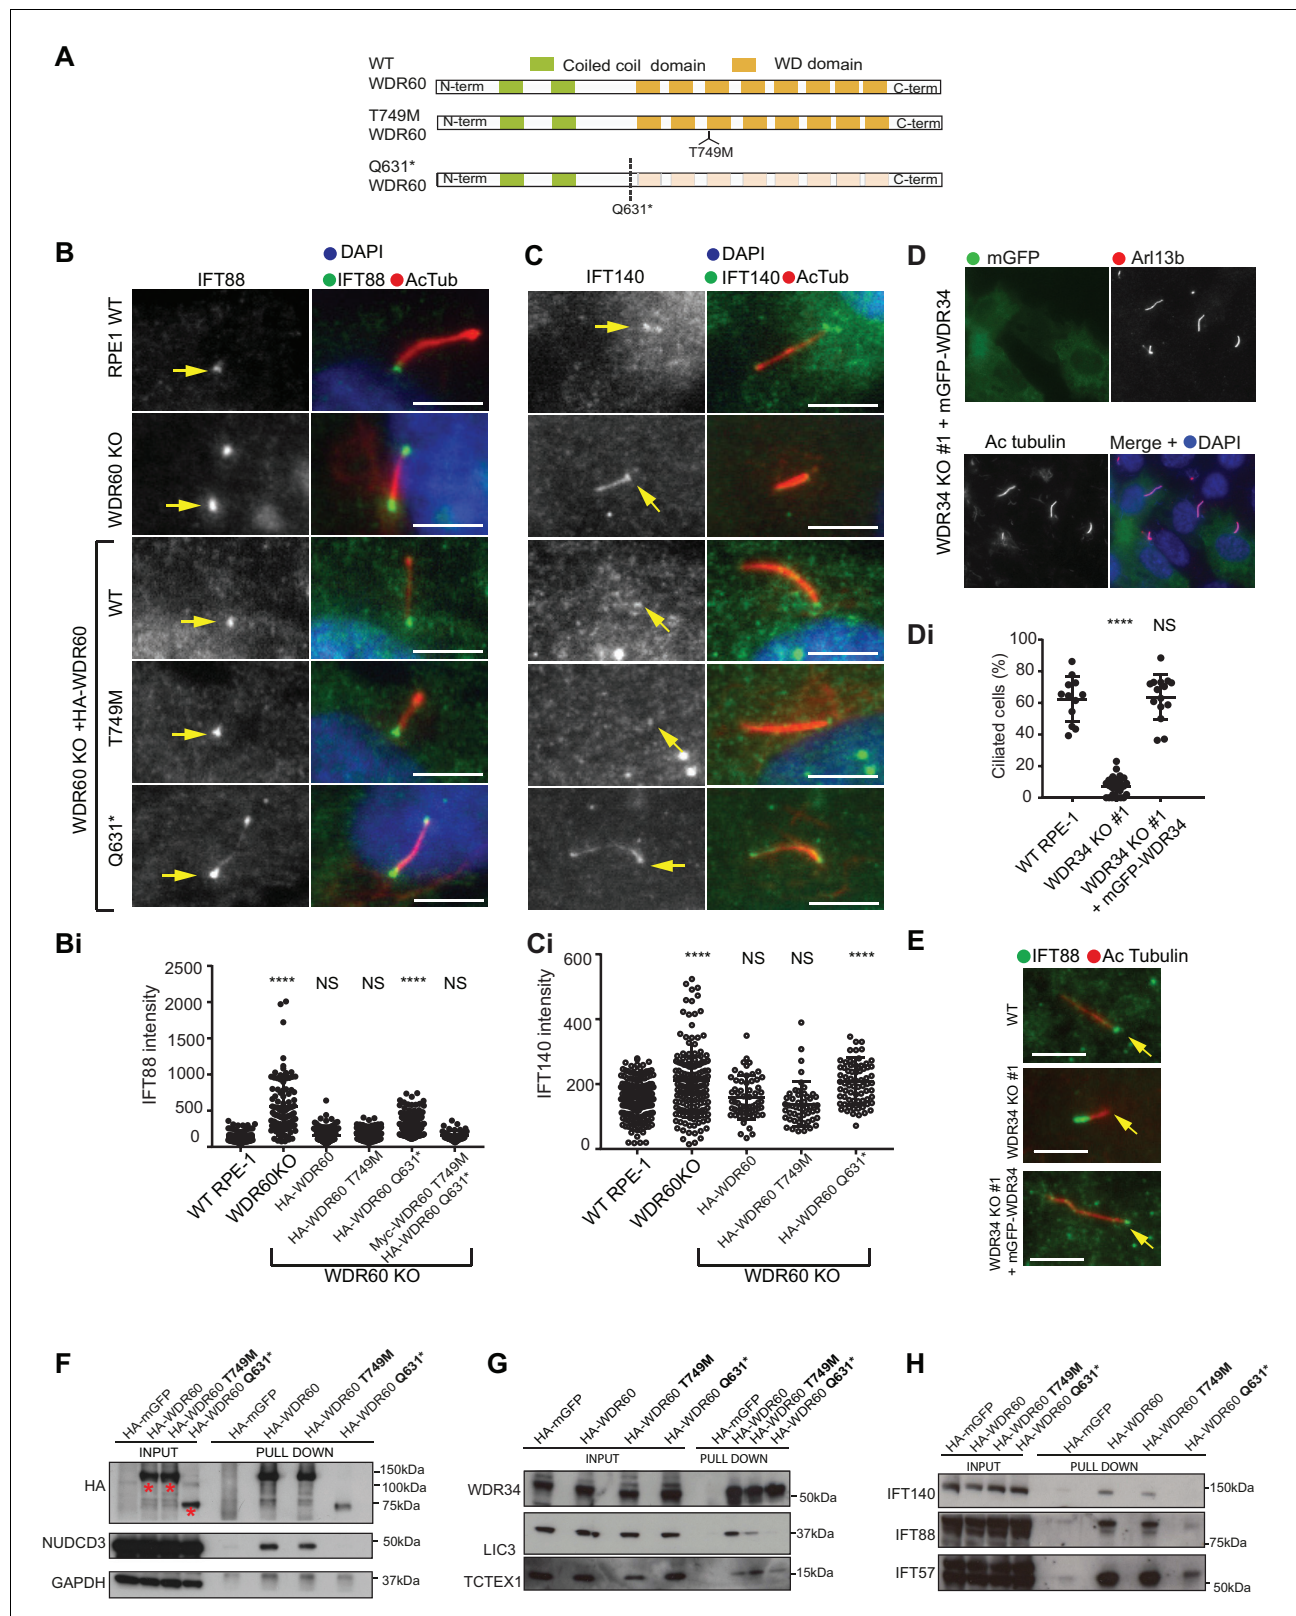 A
WT
WDR60
Coiled coil domain
WD domain
N-term
C-term
T749M
WDR60
N-term
C-term
T749M
Q631*
WDR60
N-term
C-term
Q631*
B
DAPI
IFT88
IFT88 AcTub
RPE1 WT
WDR60 KO
WDR60 KO +HA-WDR60
WT
T749M
Q631*
C
DAPI
IFT140
IFT140 AcTub
D
mGFP
Arl13b
WDR34 KO #1 + mGFP-WDR34
Ac tubulin
Merge + DAPI
Di
**** NS
Ciliated cells (%)
100
80
60
40
20
0
WT RPE-1
WDR34 KO #1
WDR34 KO #1
+ mGFP-WDR34
Bi
IFT88 intensity
2500
2000
1500
1000
500
0
**** NS NS **** NS
WT RPE-1
WDR60KO
HA-WDR60
HA-WDR60 T749M
HA-WDR60 Q631*
Myc-WDR60 T749M
HA-WDR60 Q631*
WDR60 KO
Ci
IFT140 intensity
600
400
200
0
**** NS NS ****
WT RPE-1
WDR60KO
HA-WDR60
HA-WDR60 T749M
HA-WDR60 Q631*
WDR60 KO
E
IFT88 Ac Tubulin
WT
WDR34 KO #1
WDR34 KO #1
+ mGFP-WDR34
F
HA-mGFP
HA-WDR60
HA-WDR60 T749M
HA-WDR60 Q631*
HA-mGFP
HA-WDR60
HA-WDR60 T749M
HA-WDR60 Q631*
INPUT
PULL DOWN
HA
150kDa
100kDa
75kDa
* * *
NUDCD3
50kDa
GAPDH
37kDa
G
HA-mGFP
HA-WDR60
HA-WDR60 T749M
HA-WDR60 Q631*
HA-mGFP
HA-WDR60
HA-WDR60 T749M
HA-WDR60 Q631*
INPUT
PULL DOWN
WDR34
50kDa
LIC3
37kDa
TCTEX1
15kDa
H
HA-mGFP
HA-WDR60
HA-WDR60 T749M
HA-WDR60 Q631*
HA-mGFP
HA-WDR60
HA-WDR60 T749M
HA-WDR60 Q631*
INPUT
PULL DOWN
IFT140
150kDa
IFT88
75kDa
IFT57
50kDa